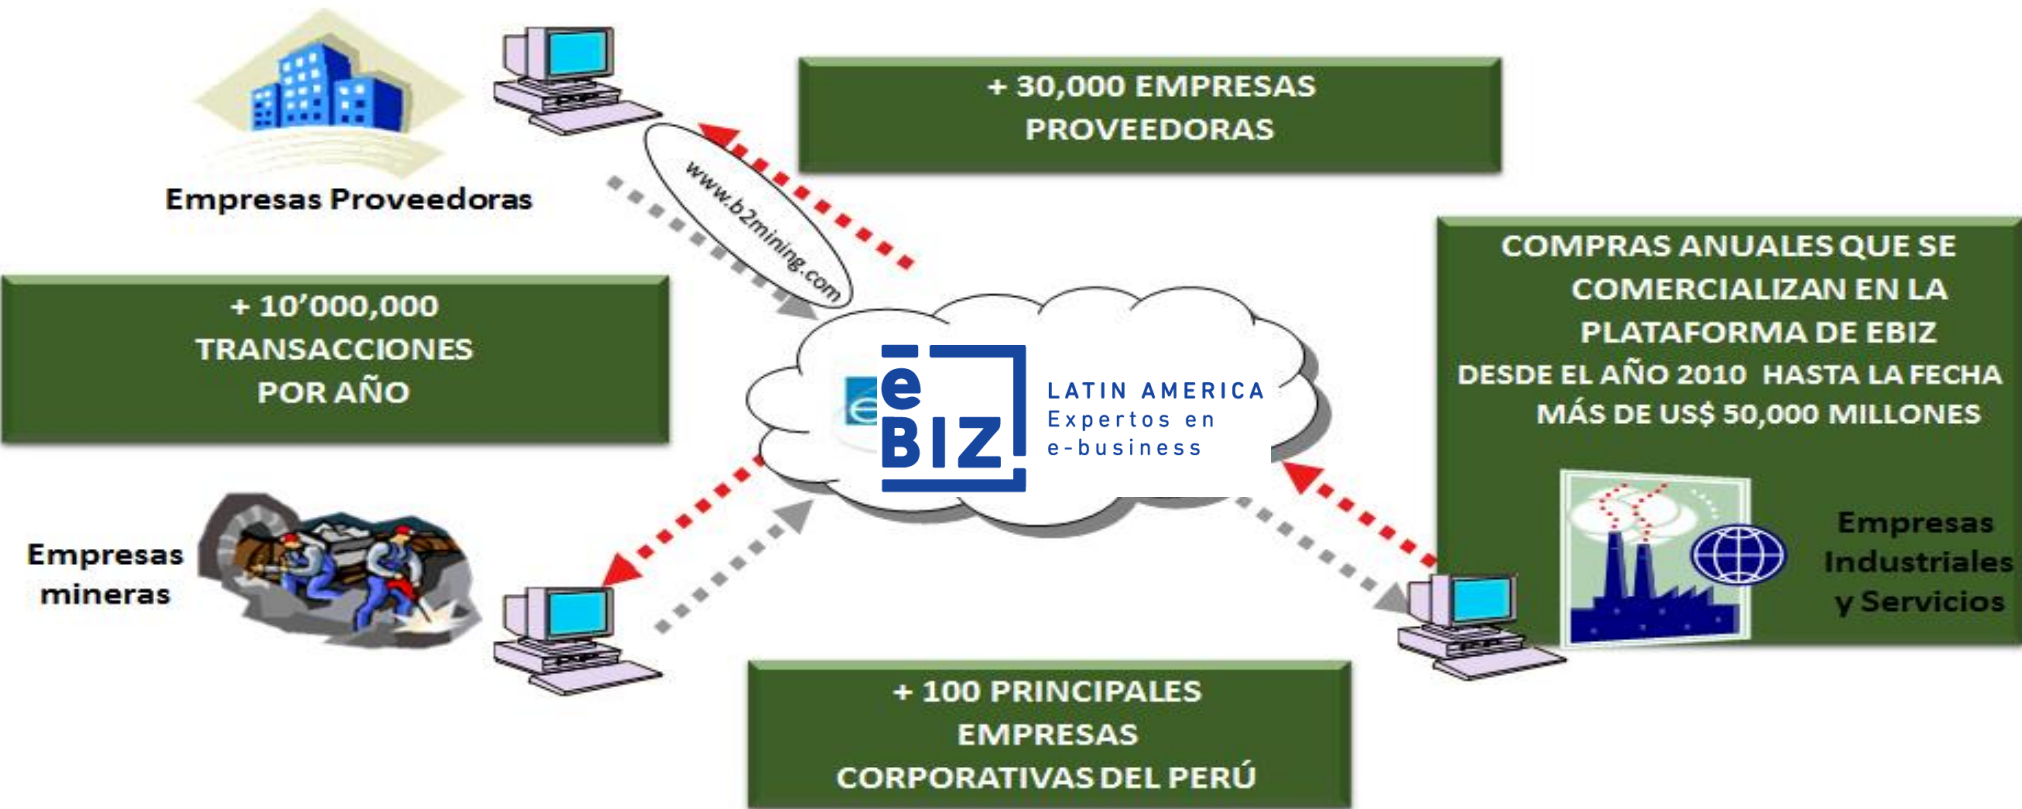 + 30,000 EMPRESAS
PROVEEDORAS
Empresas Proveedoras
www.b2mining.com
+ 10’000,000
TRANSACCIONES
POR AÑO
COMPRAS ANUALES QUE SE
COMERCIALIZAN EN LA
PLATAFORMA DE EBIZ
DESDE EL AÑO 2010 HASTA LA FECHA
MÁS DE US$ 50,000 MILLONES
ē
BIZ
LATIN AMERICA
Expertos en
e-business
Empresas
mineras
Empresas
Industriales
y Servicios
+ 100 PRINCIPALES
EMPRESAS
CORPORATIVAS DEL PERÚ